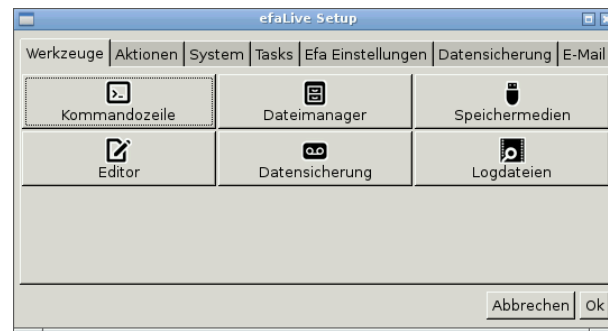 efaLive Setup
Werkzeuge Aktionen System Tasks Efa Einstellungen Datensicherung E-Mail
Kommandozeile Dateimanager Speichermedien
Editor Datensicherung Logdateien
Abbrechen Ok